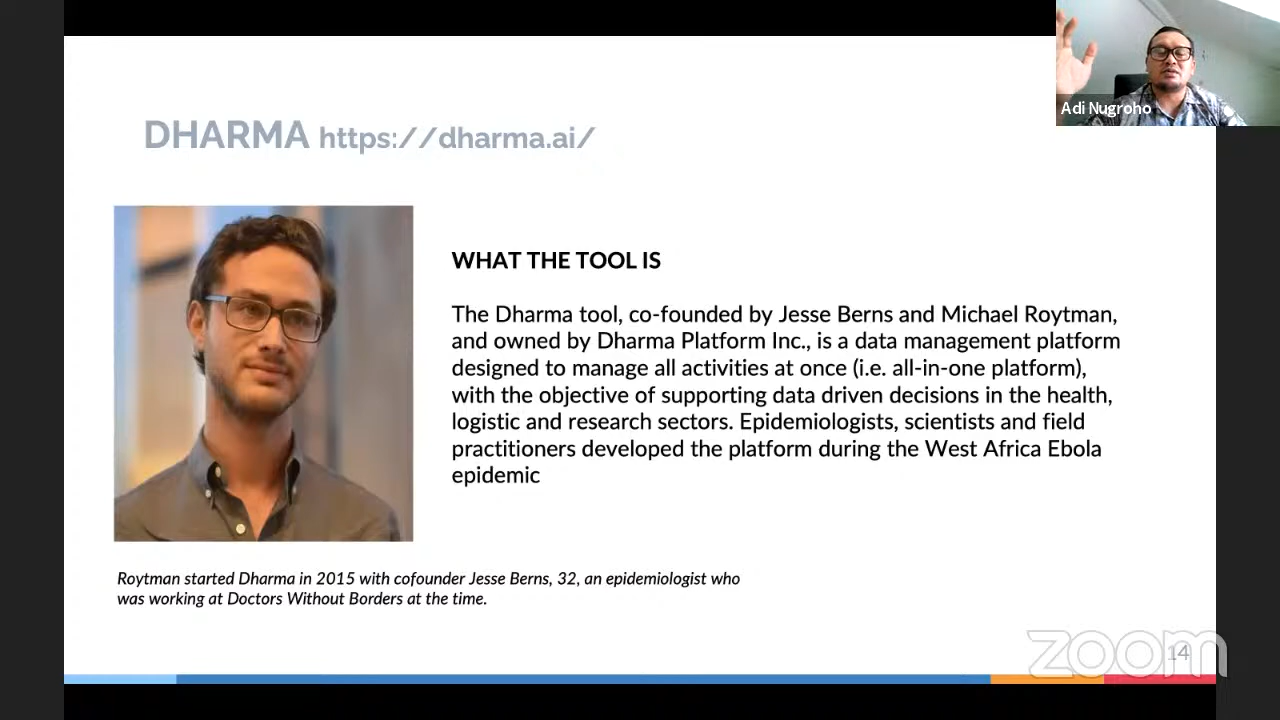 Adi Nugroho
DHARMA https://dharma.ai/
WHAT THE TOOL IS
The Dharma tool, co-founded by Jesse Berns and Michael Roytman,
and owned by Dharma Platform Inc., is a data management platform
designed to manage all activities at once (i.e. all-in-one platform),
with the objective of supporting data driven decisions in the health,
logistic and research sectors. Epidemiologists, scientists and field
practitioners developed the platform during the West Africa Ebola
epidemic
Roytman started Dharma in 2015 with cofounder Jesse Berns, 32, an epidemiologist who
was working at Doctors Without Borders at the time.
zoom
14